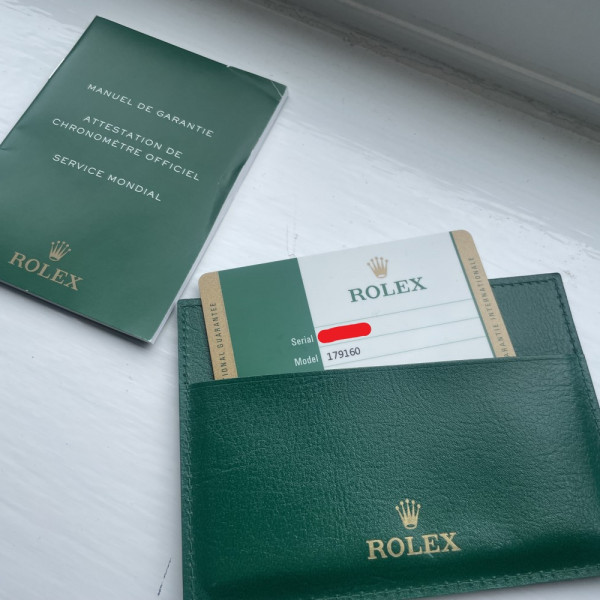 MANUEL DE GARANTIE
ATTESTATION DE
CHRONOMÈTRE OFFICIEL
SERVICE MONDIAL
ROLEX
ROLEX
Serial
Model 179160
ROLEX